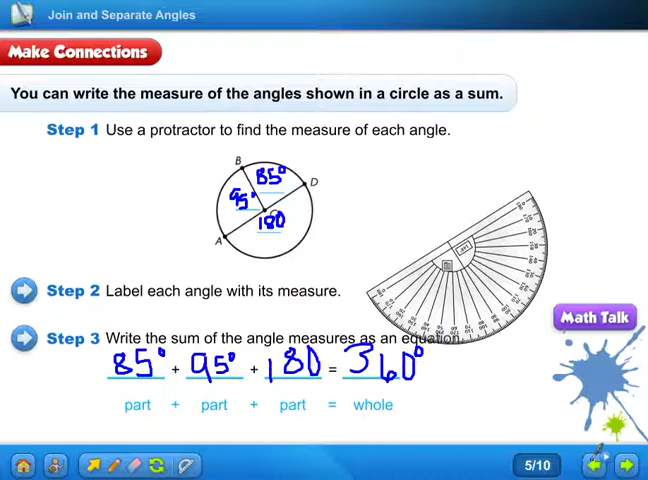 Join and Separate Angles
Make Connections
You can write the measure of the angles shown in a circle as a sum.
Step 1 Use a protractor to find the measure of each angle.
B
85°
D
95°
180
A
Step 2 Label each angle with its measure.
Math Talk
Step 3 Write the sum of the angle measures as an equation.
85° + 95° + 180 = 360°
part + part + part = whole
5/10